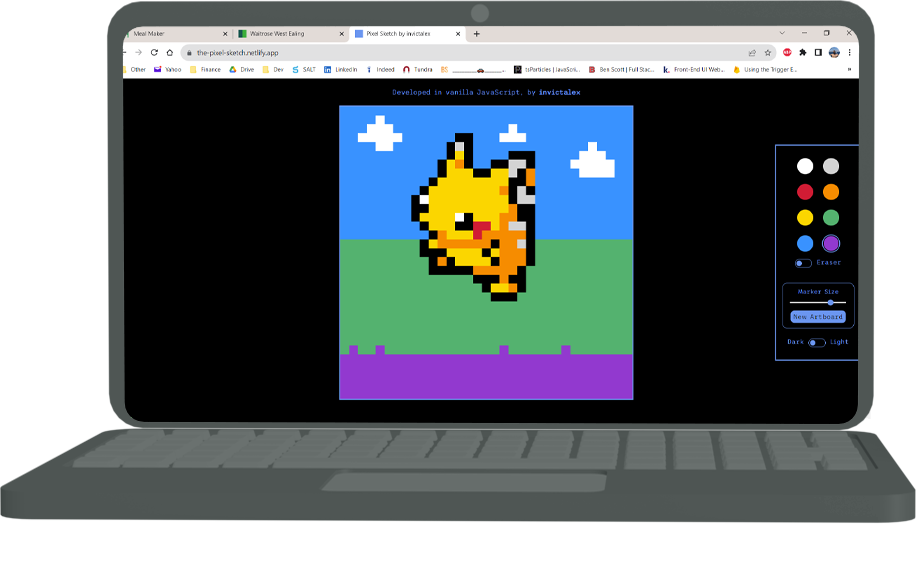 Meal Maker
Waitrose West Ealing
Pixel Sketch by invictalex
the-pixel-sketch.netlify.app
Other
Yahoo
Finance
Drive
Dev
SALT
LinkedIn
Indeed
Tundra
tsParticles | JavaScri...
Ben Scott | Full Stac...
Front-End UI Web...
Using the Trigger E...
Developed in vanilla JavaScript, by invictalex
Eraser
Marker Size
New Artboard
Dark
Light